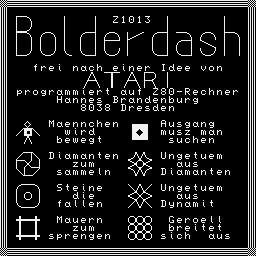 Z1013
Bolderdash
frei nach einer Idee von
ATARI
programmiert auf Z80-Rechner
Hannes Brandenburg
8038 Dresden
Maennchen wird bewegt
Ausgang musz man suchen
Diamanten zum sammeln
Ungetuem aus Diamanten
Steine die fallen
Ungetuem aus Dynamit
Mauern zum sprengen
Geroell breitet sich aus